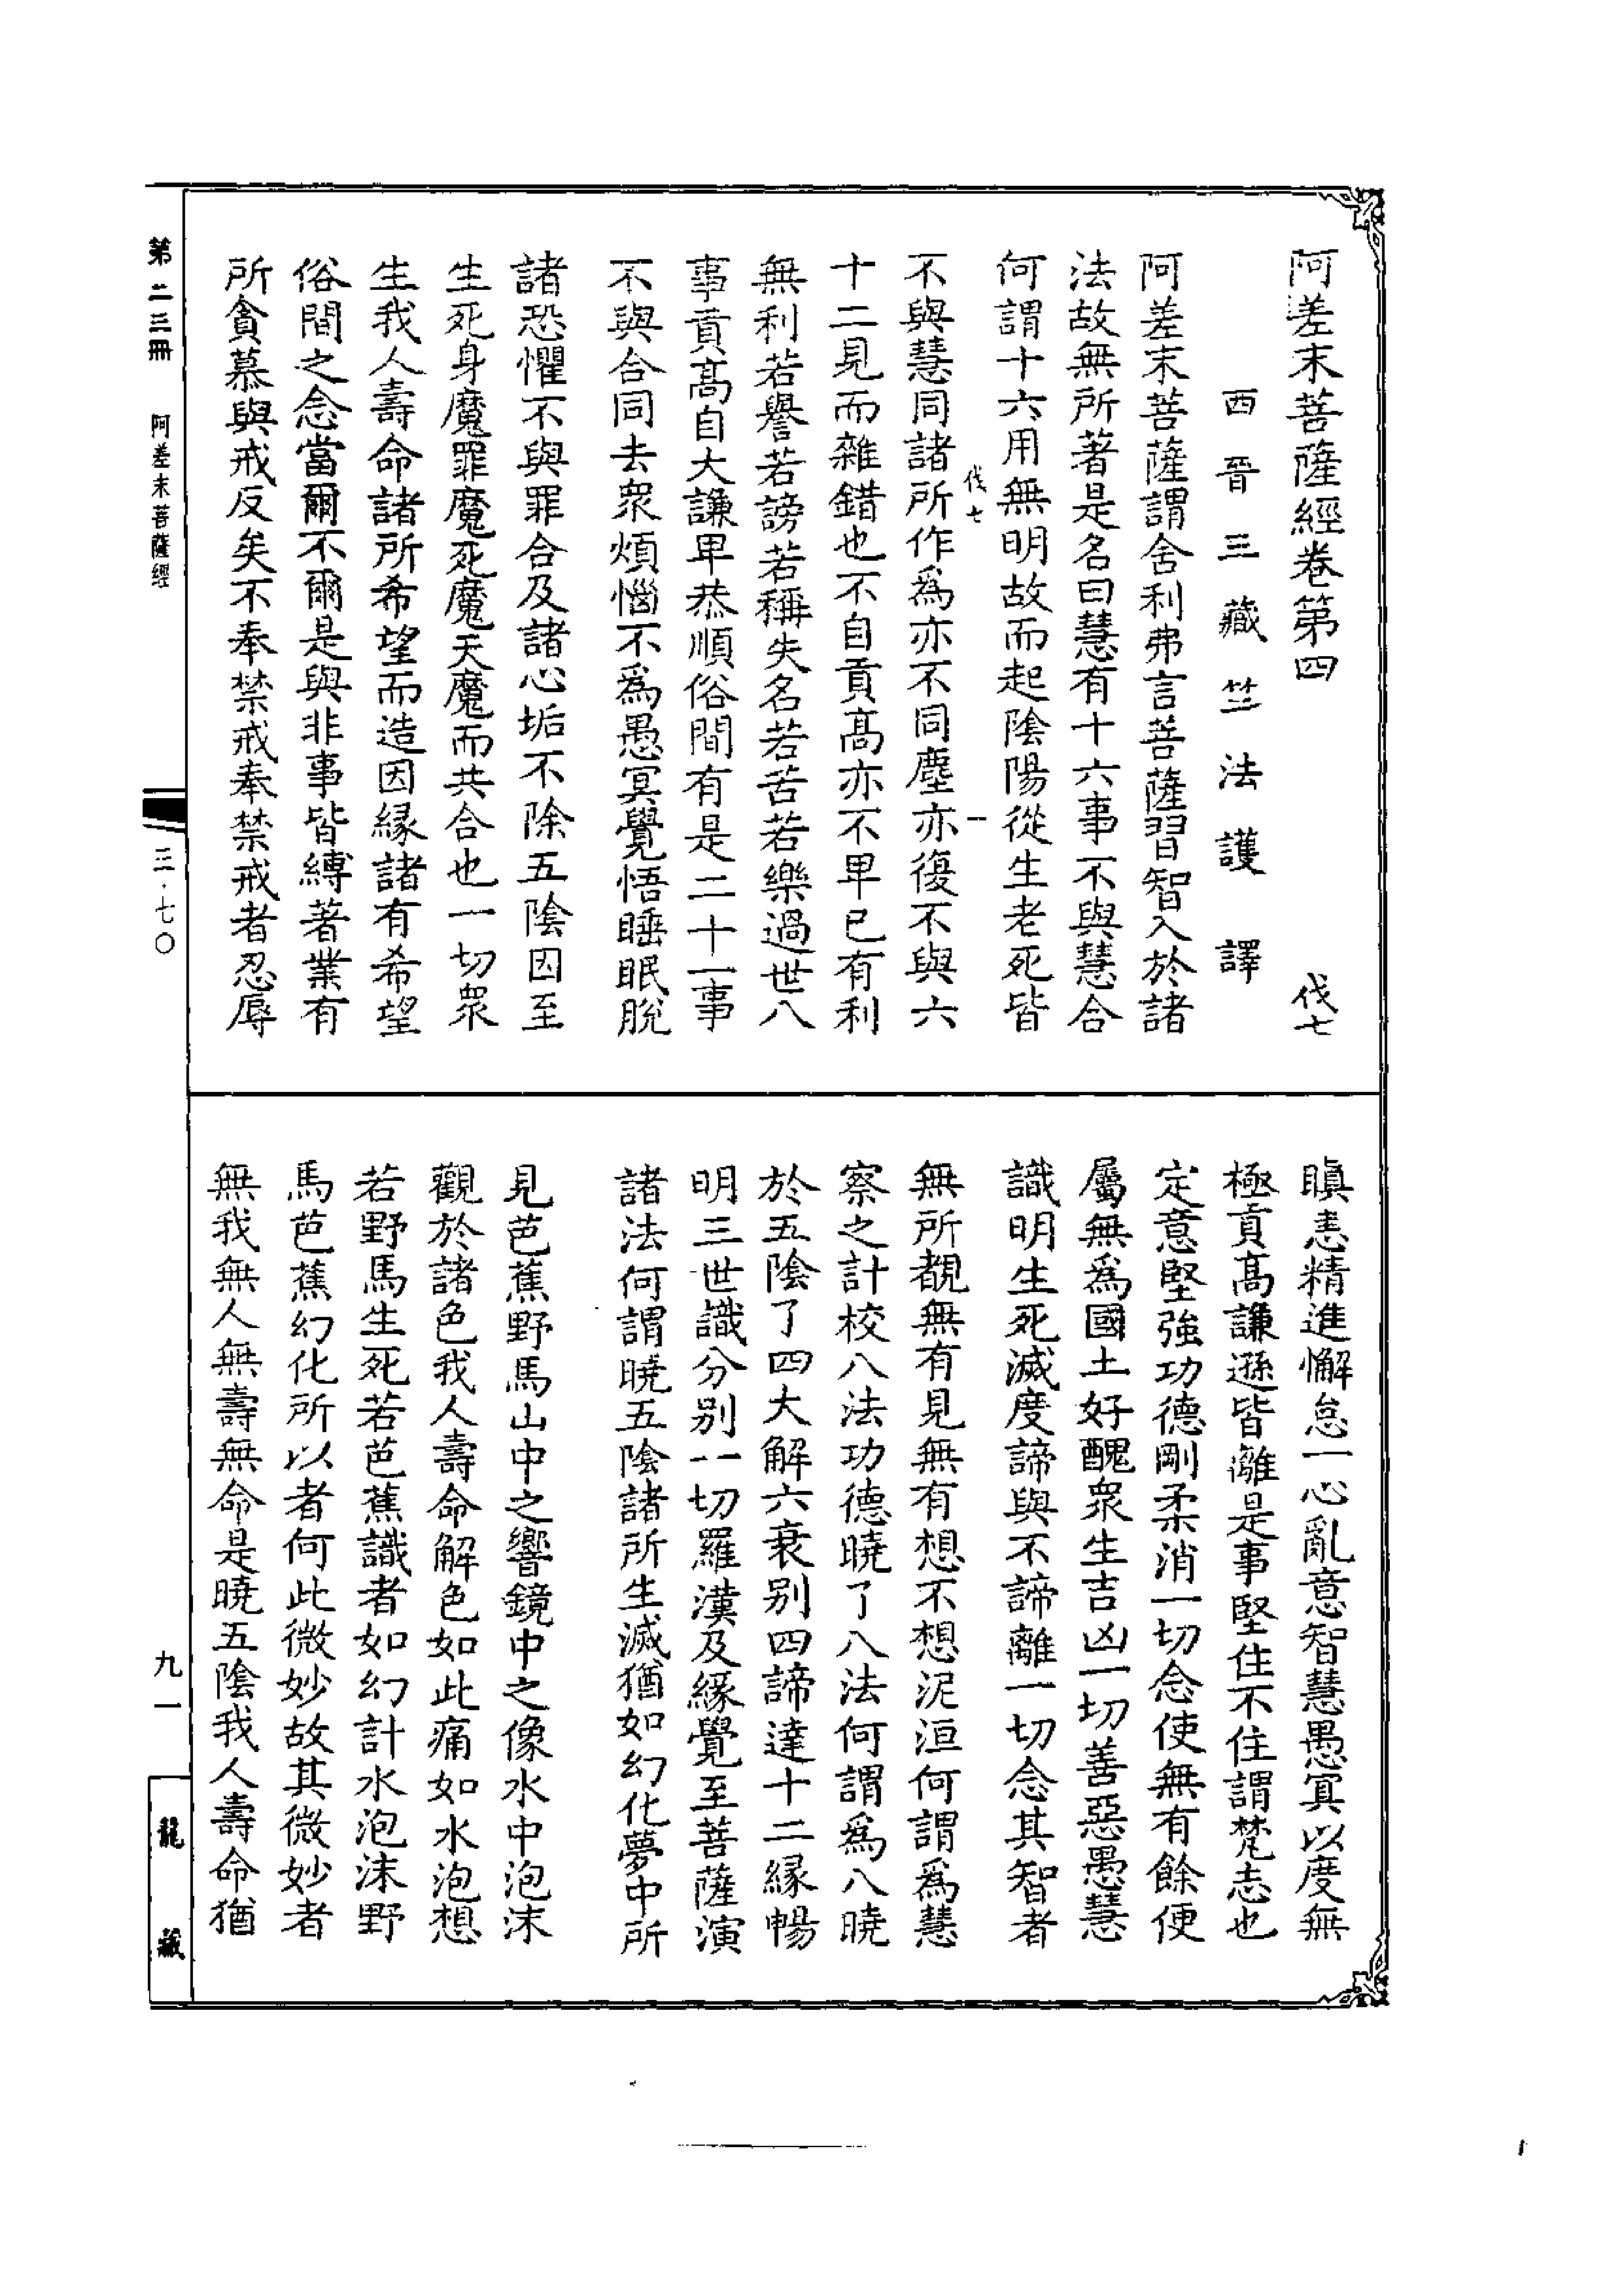 阿差末菩薩經卷第四 伐七
西晉三藏竺法護譯
阿差末菩薩謂舍利弗言菩薩習智入於諸
法故無所著是名曰慧有十六事不與慧合
何謂十六用無明故而起陰陽從生老死皆
伐七 一
不與慧同諸所作為亦不同塵亦復不與六
十二見而雜錯也不自貢高亦不卑已有利
無利若譽若謗若稱失名若苦若樂過世八
事貢高自大謙卑恭順俗間有是二十一事
不與合同去衆煩惱不為愚冥覺悟睡眠脫
諸恐懼不與罪合及諸心垢不除五陰因至
生死身魔罪魔死魔天魔而共合也一切衆
生我人壽命諸所希望而造因緣諸有希望
俗間之念當爾不爾是與非事皆縛著業有
所貪慕與戒反矣不奉禁戒奉禁戒者忍辱
瞋恚精進懈怠一心亂意智慧愚冥以度無
極貢高謙遜皆離是事堅住不住謂梵志也
定意堅強功德剛柔消一切念使無有餘便
屬無為國土好醜衆生吉凶一切善惡愚慧
識明生死滅度諦與不諦離一切念其智者
無所覩無有見無有想不想泥洹何謂為慧
察之計校八法功德曉了八法何謂為八曉
於五陰了四大解六衰別四諦達十二緣暢
明三世識分別一切羅漢及緣覺至菩薩演
諸法何謂曉五陰諸所生滅猶如幻化夢中所
見芭蕉野馬山中之響鏡中之像水中泡沫
觀於諸色我人壽命解色如此痛如水泡想
若野馬生死若芭蕉識者如幻計水泡沫野
馬芭蕉幻化所以者何此微妙故其微妙者
無我無人無壽無命是曉五陰我人壽命猶
第二三冊 阿差末菩薩經 三·七〇
九一 龍藏